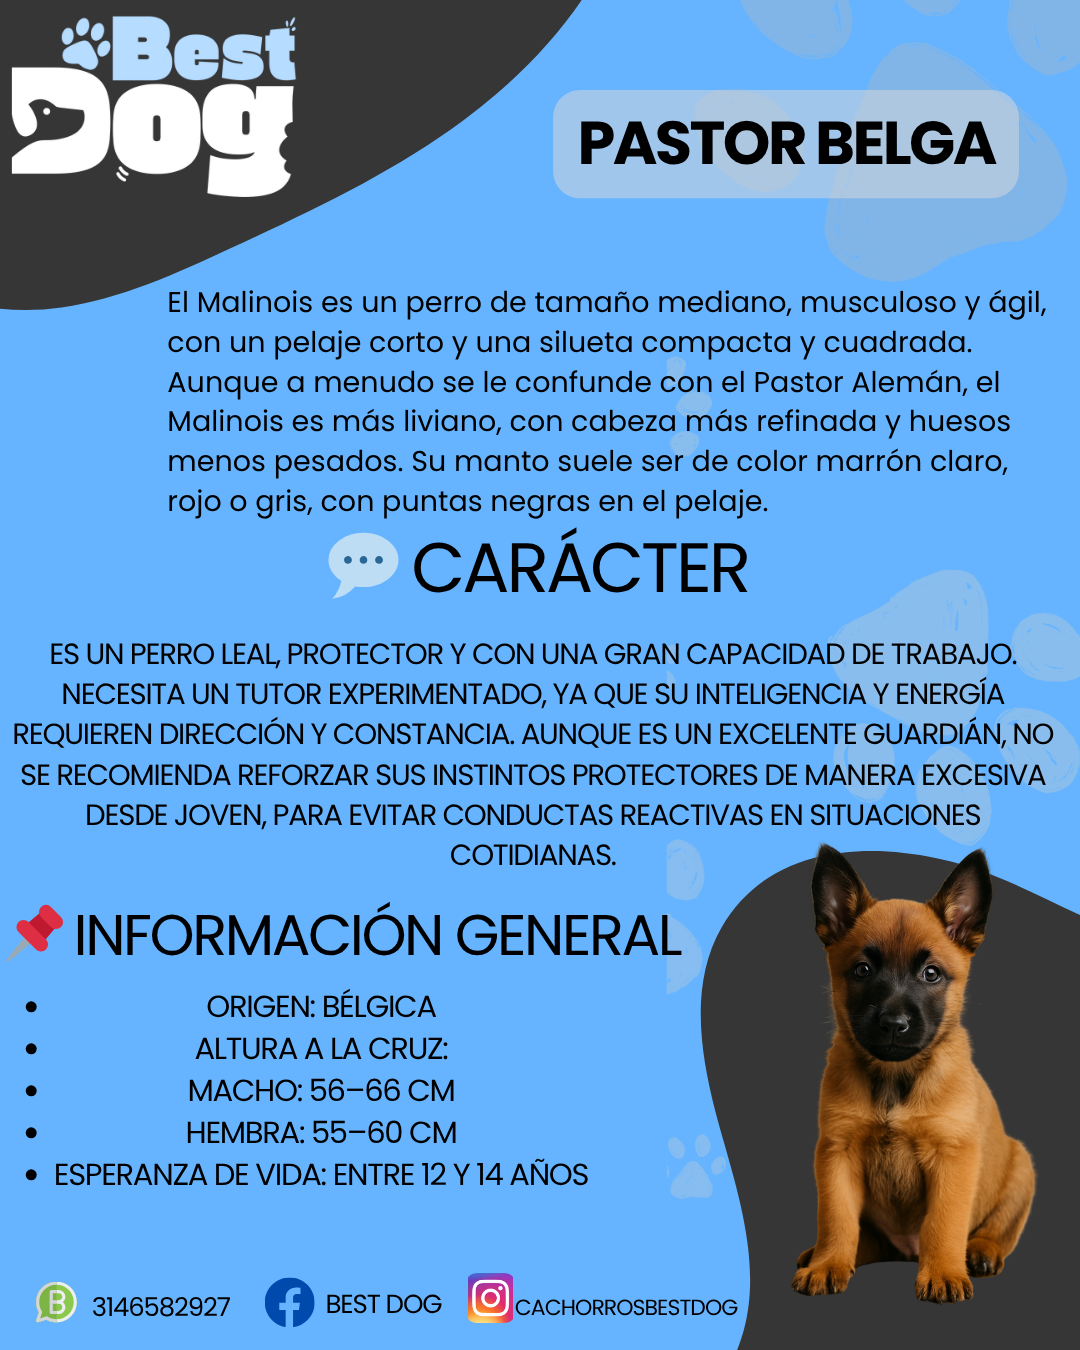 Best
Dog
PASTOR BELGA
El Malinois es un perro de tamaño mediano, musculoso y ágil,
con un pelaje corto y una silueta compacta y cuadrada.
Aunque a menudo se le confunde con el Pastor Alemán, el
Malinois es más liviano, con cabeza más refinada y huesos
menos pesados. Su manto suele ser de color marrón claro,
rojo o gris, con puntas negras en el pelaje.
CARÁCTER
ES UN PERRO LEAL, PROTECTOR Y CON UNA GRAN CAPACIDAD DE TRABAJO.
NECESITA UN TUTOR EXPERIMENTADO, YA QUE SU INTELIGENCIA Y ENERGÍA
REQUIEREN DIRECCIÓN Y CONSTANCIA. AUNQUE ES UN EXCELENTE GUARDIÁN, NO
SE RECOMIENDA REFORZAR SUS INSTINTOS PROTECTORES DE MANERA EXCESIVA
DESDE JOVEN, PARA EVITAR CONDUCTAS REACTIVAS EN SITUACIONES
COTIDIANAS.
INFORMACIÓN GENERAL
• ORIGEN: BÉLGICA
• ALTURA A LA CRUZ:
• MACHO: 56–66 CM
• HEMBRA: 55–60 CM
• ESPERANZA DE VIDA: ENTRE 12 Y 14 AÑOS
B 3146582927 BEST DOG CACHORROSBESTDOG